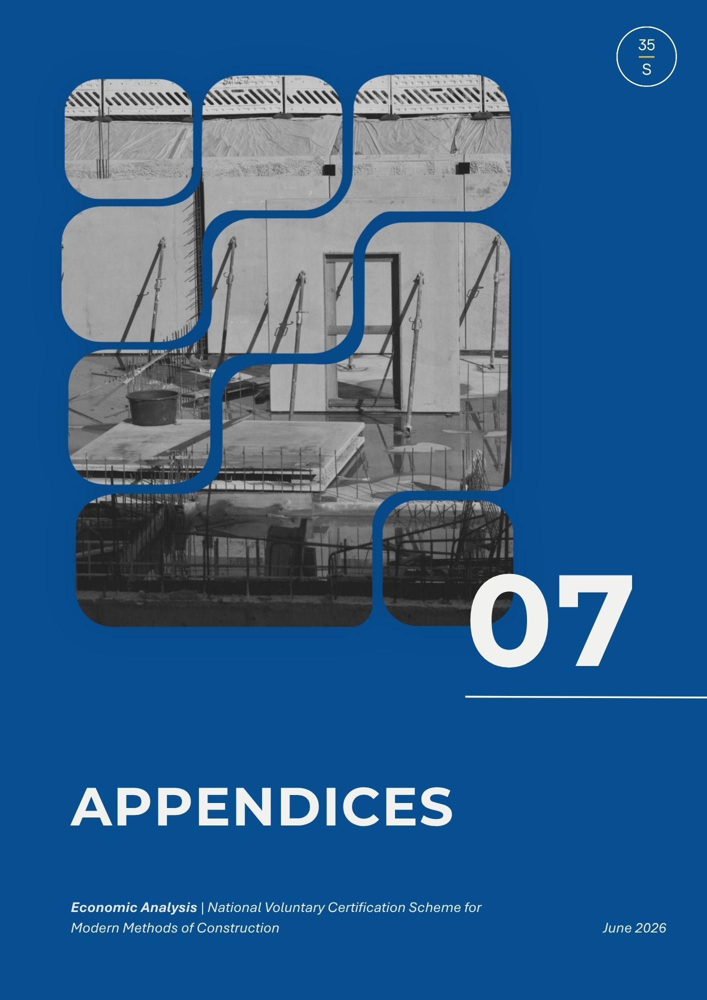 35
S
07
APPENDICES
Economic Analysis | National Voluntary Certification Scheme for
Modern Methods of Construction
June 2026